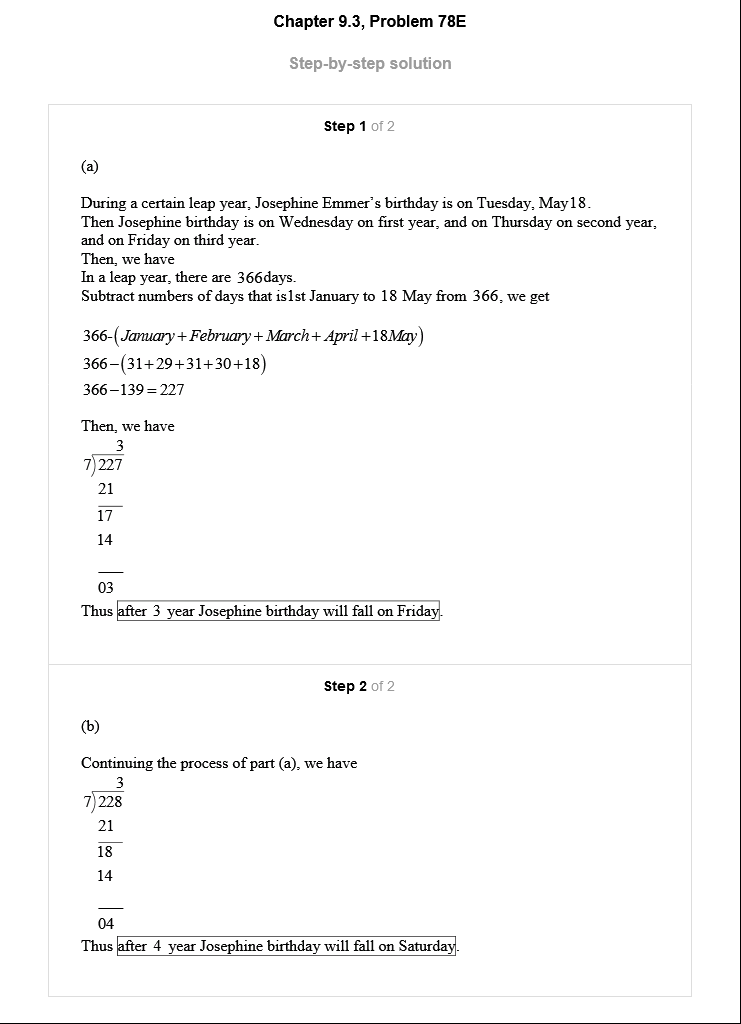 Chapter 9.3, Problem 78E
Step-by-step solution
Step 1 of 2
(a)
During a certain leap year, Josephine Emmer's birthday is on Tuesday, May18.
Then Josephine birthday is on Wednesday on first year, and on Thursday on second year,
and on Friday on third year.
Then, we have
In a leap year, there are 366days.
Subtract numbers of days that is1st January to 18 May from 366, we get
366-(January+February+March+April+18May)
366−(31+29+31+30+18)
366−139=227
Then, we have
3
7)227
21
17
14
03
Thus after 3 year Josephine birthday will fall on Friday.
Step 2 of 2
(b)
Continuing the process of part (a), we have
3
7)228
21
18
14
04
Thus after 4 year Josephine birthday will fall on Saturday.